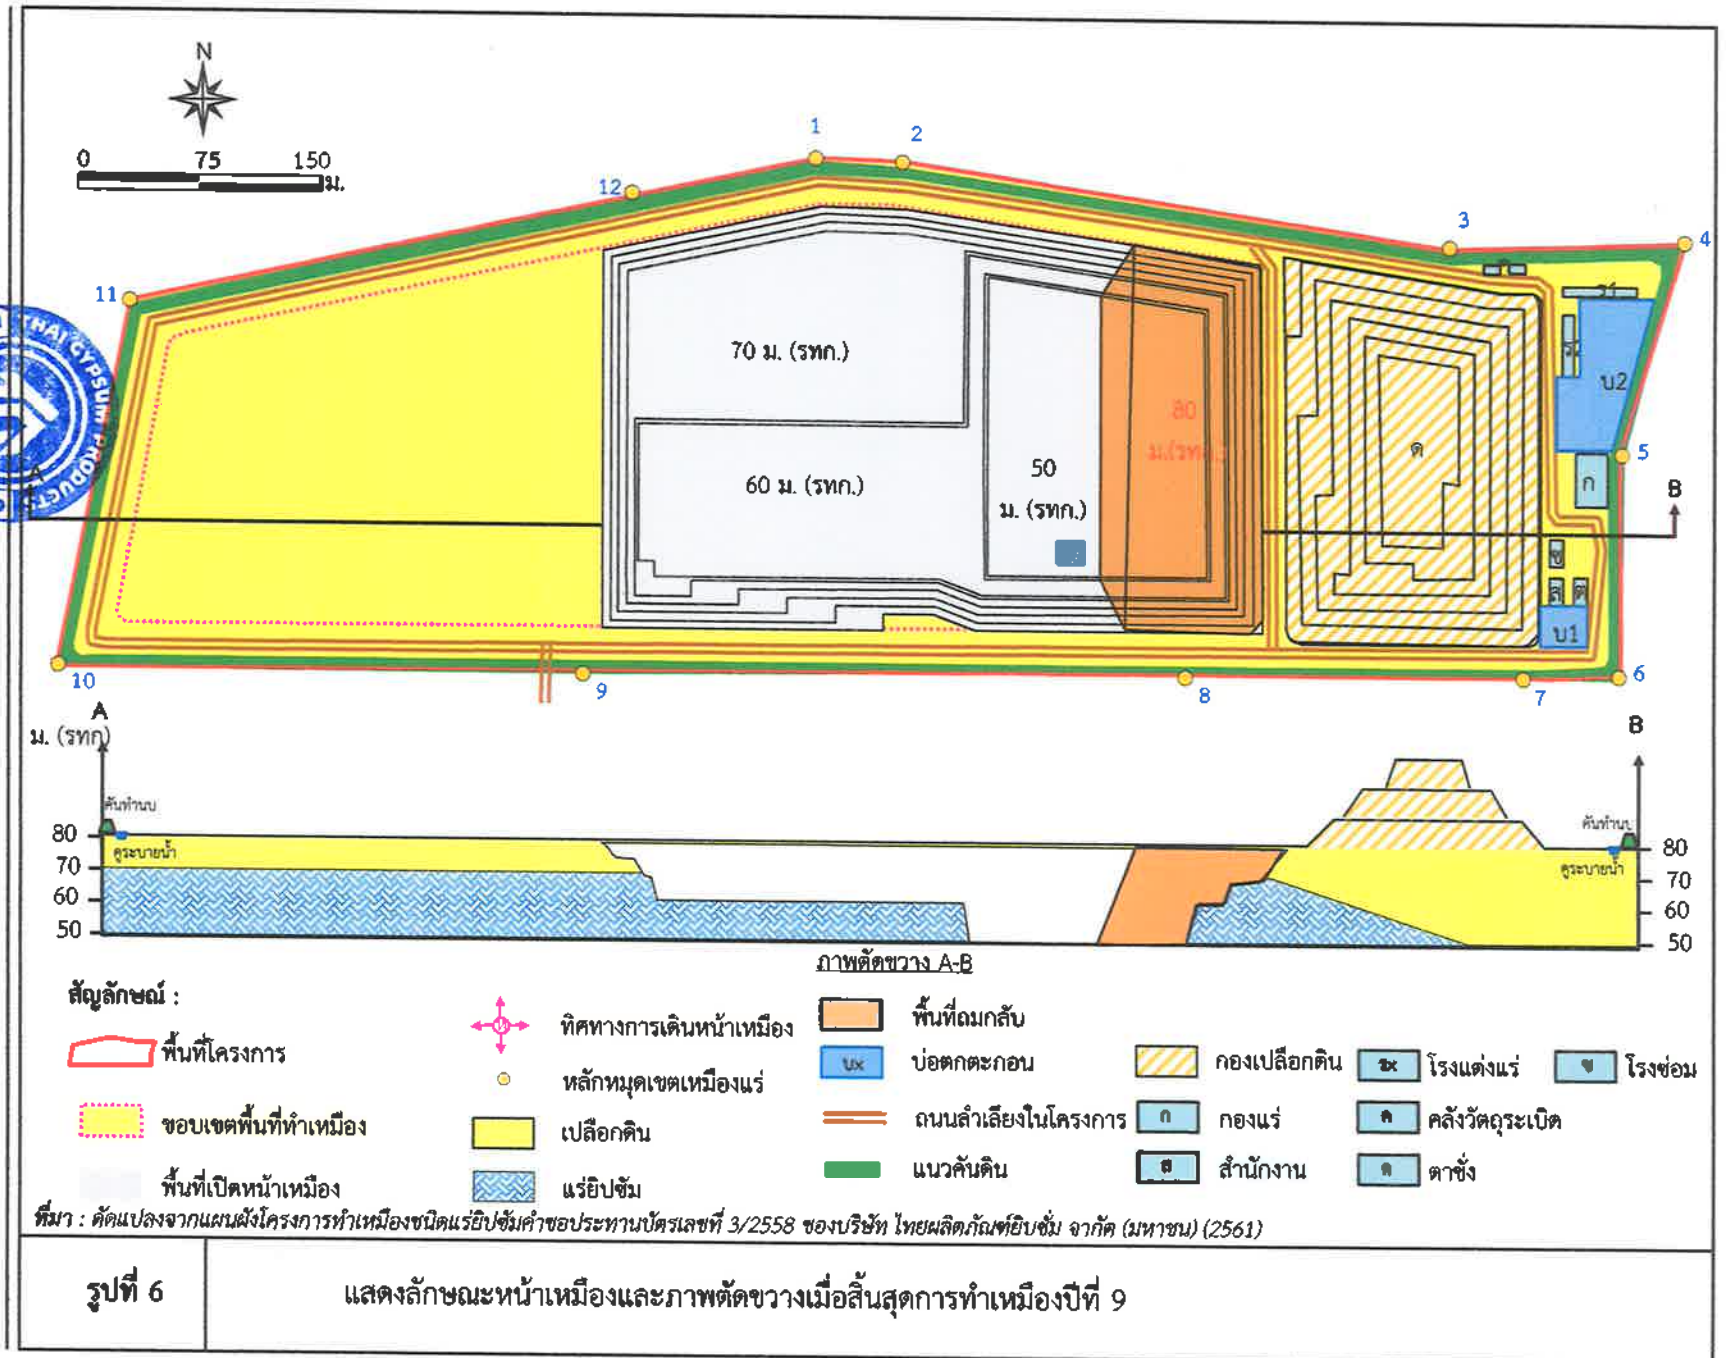 N
0 75 150
ม.
1
2
12
3
4
11
THAI GYPSUM PRODUCTS
70 ม. (รทก.)
60 ม. (รทก.)
50
ม. (รทก.)
80
ด
บ2
5
ก
A
B
ซ
บ1
10
9
8
7
6
A
ม. (รทก)
B
คันทำนบ
คันทำนบ
80
70
60
50
คูระบายน้ำ
คูระบายน้ำ
80
70
60
50
ภาพตัดขวาง A-B
สัญลักษณ์ :
พื้นที่โครงการ
ทิศทางการเดินหน้าเหมือง
พื้นที่ถมกลับ
หลักหมุดเขตเหมืองแร่
บx บ่อตกตะกอน
กองเปลือกดิน
รx โรงแต่งแร่
ซ โรงซ่อม
ขอบเขตพื้นที่ทำเหมือง
เปลือกดิน
ถนนลำเลียงในโครงการ
ก กองแร่
ค คลังวัตถุระเบิด
พื้นที่เปิดหน้าเหมือง
แร่ยิปซัม
แนวคันดิน
ส สำนักงาน
ต ตาชั่ง
ที่มา : ดัดแปลงจากแผนผังโครงการทำเหมืองชนิดแร่ยิปซัมคำขอประทานบัตรเลขที่ 3/2558 ของบริษัท ไทยผลิตภัณฑ์ยิบซั่ม จำกัด (มหาชน) (2561)
รูปที่ 6
แสดงลักษณะหน้าเหมืองและภาพตัดขวางเมื่อสิ้นสุดการทำเหมืองปีที่ 9